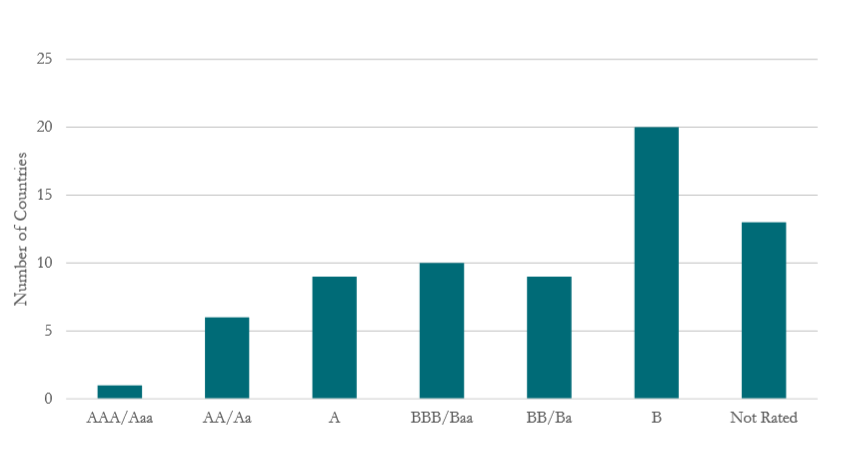 25
20
15
10
5
0
Number of Countries
AAA/Aaa
AA/Aa
A
BBB/Baa
BB/Ba
B
Not Rated